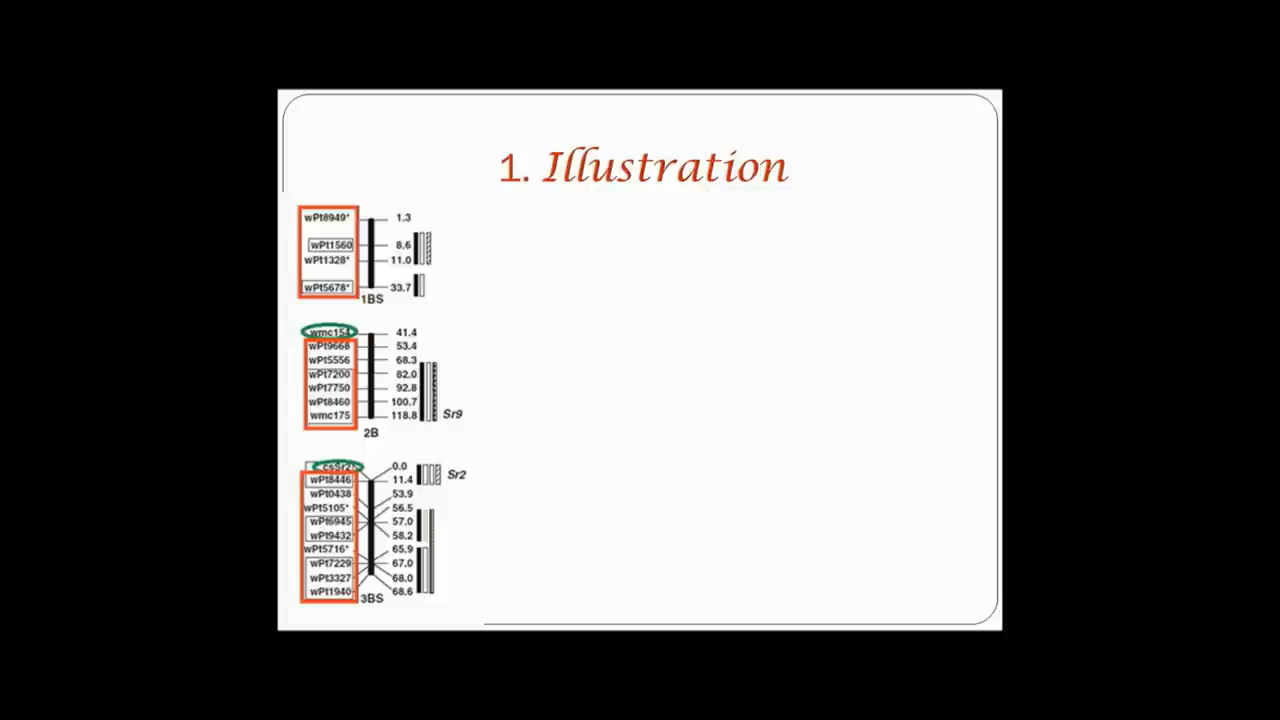 1. Illustration
wPt8949* 1.3
wPt1560 8.6
wPt1328* 11.0
wPt5678* 33.7
1BS
wmc154 41.4
wPt9668 53.4
wPt5556 68.3
wPt7200 82.0
wPt7750 92.8
wPt8460 100.7
wmc175 118.8 Sr9
2B
csSr2 0.0 Sr2
wPt8446 11.4
wPt0438 53.9
wPt5105* 56.5
wPt6945 57.0
wPt9432 58.2
wPt5716* 65.9
wPt7229 67.0
wPt3327 68.0
wPt1940 68.6
3BS